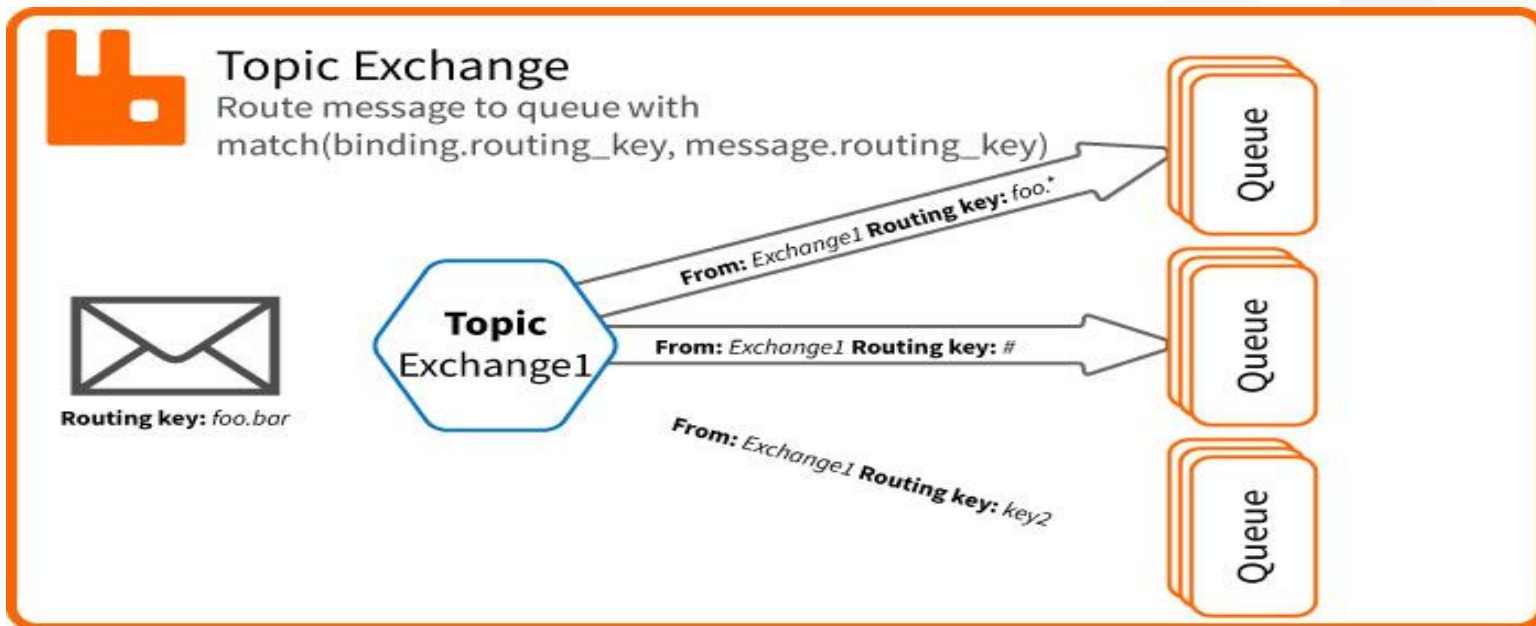 Topic Exchange
Route message to queue with
match(binding.routing_key, message.routing_key)
From: Exchange1 Routing key: foo.*
Queue
Topic
Exchange1
From: Exchange1 Routing key: #
Queue
Routing key: foo.bar
From: Exchange1 Routing key: key2
Queue